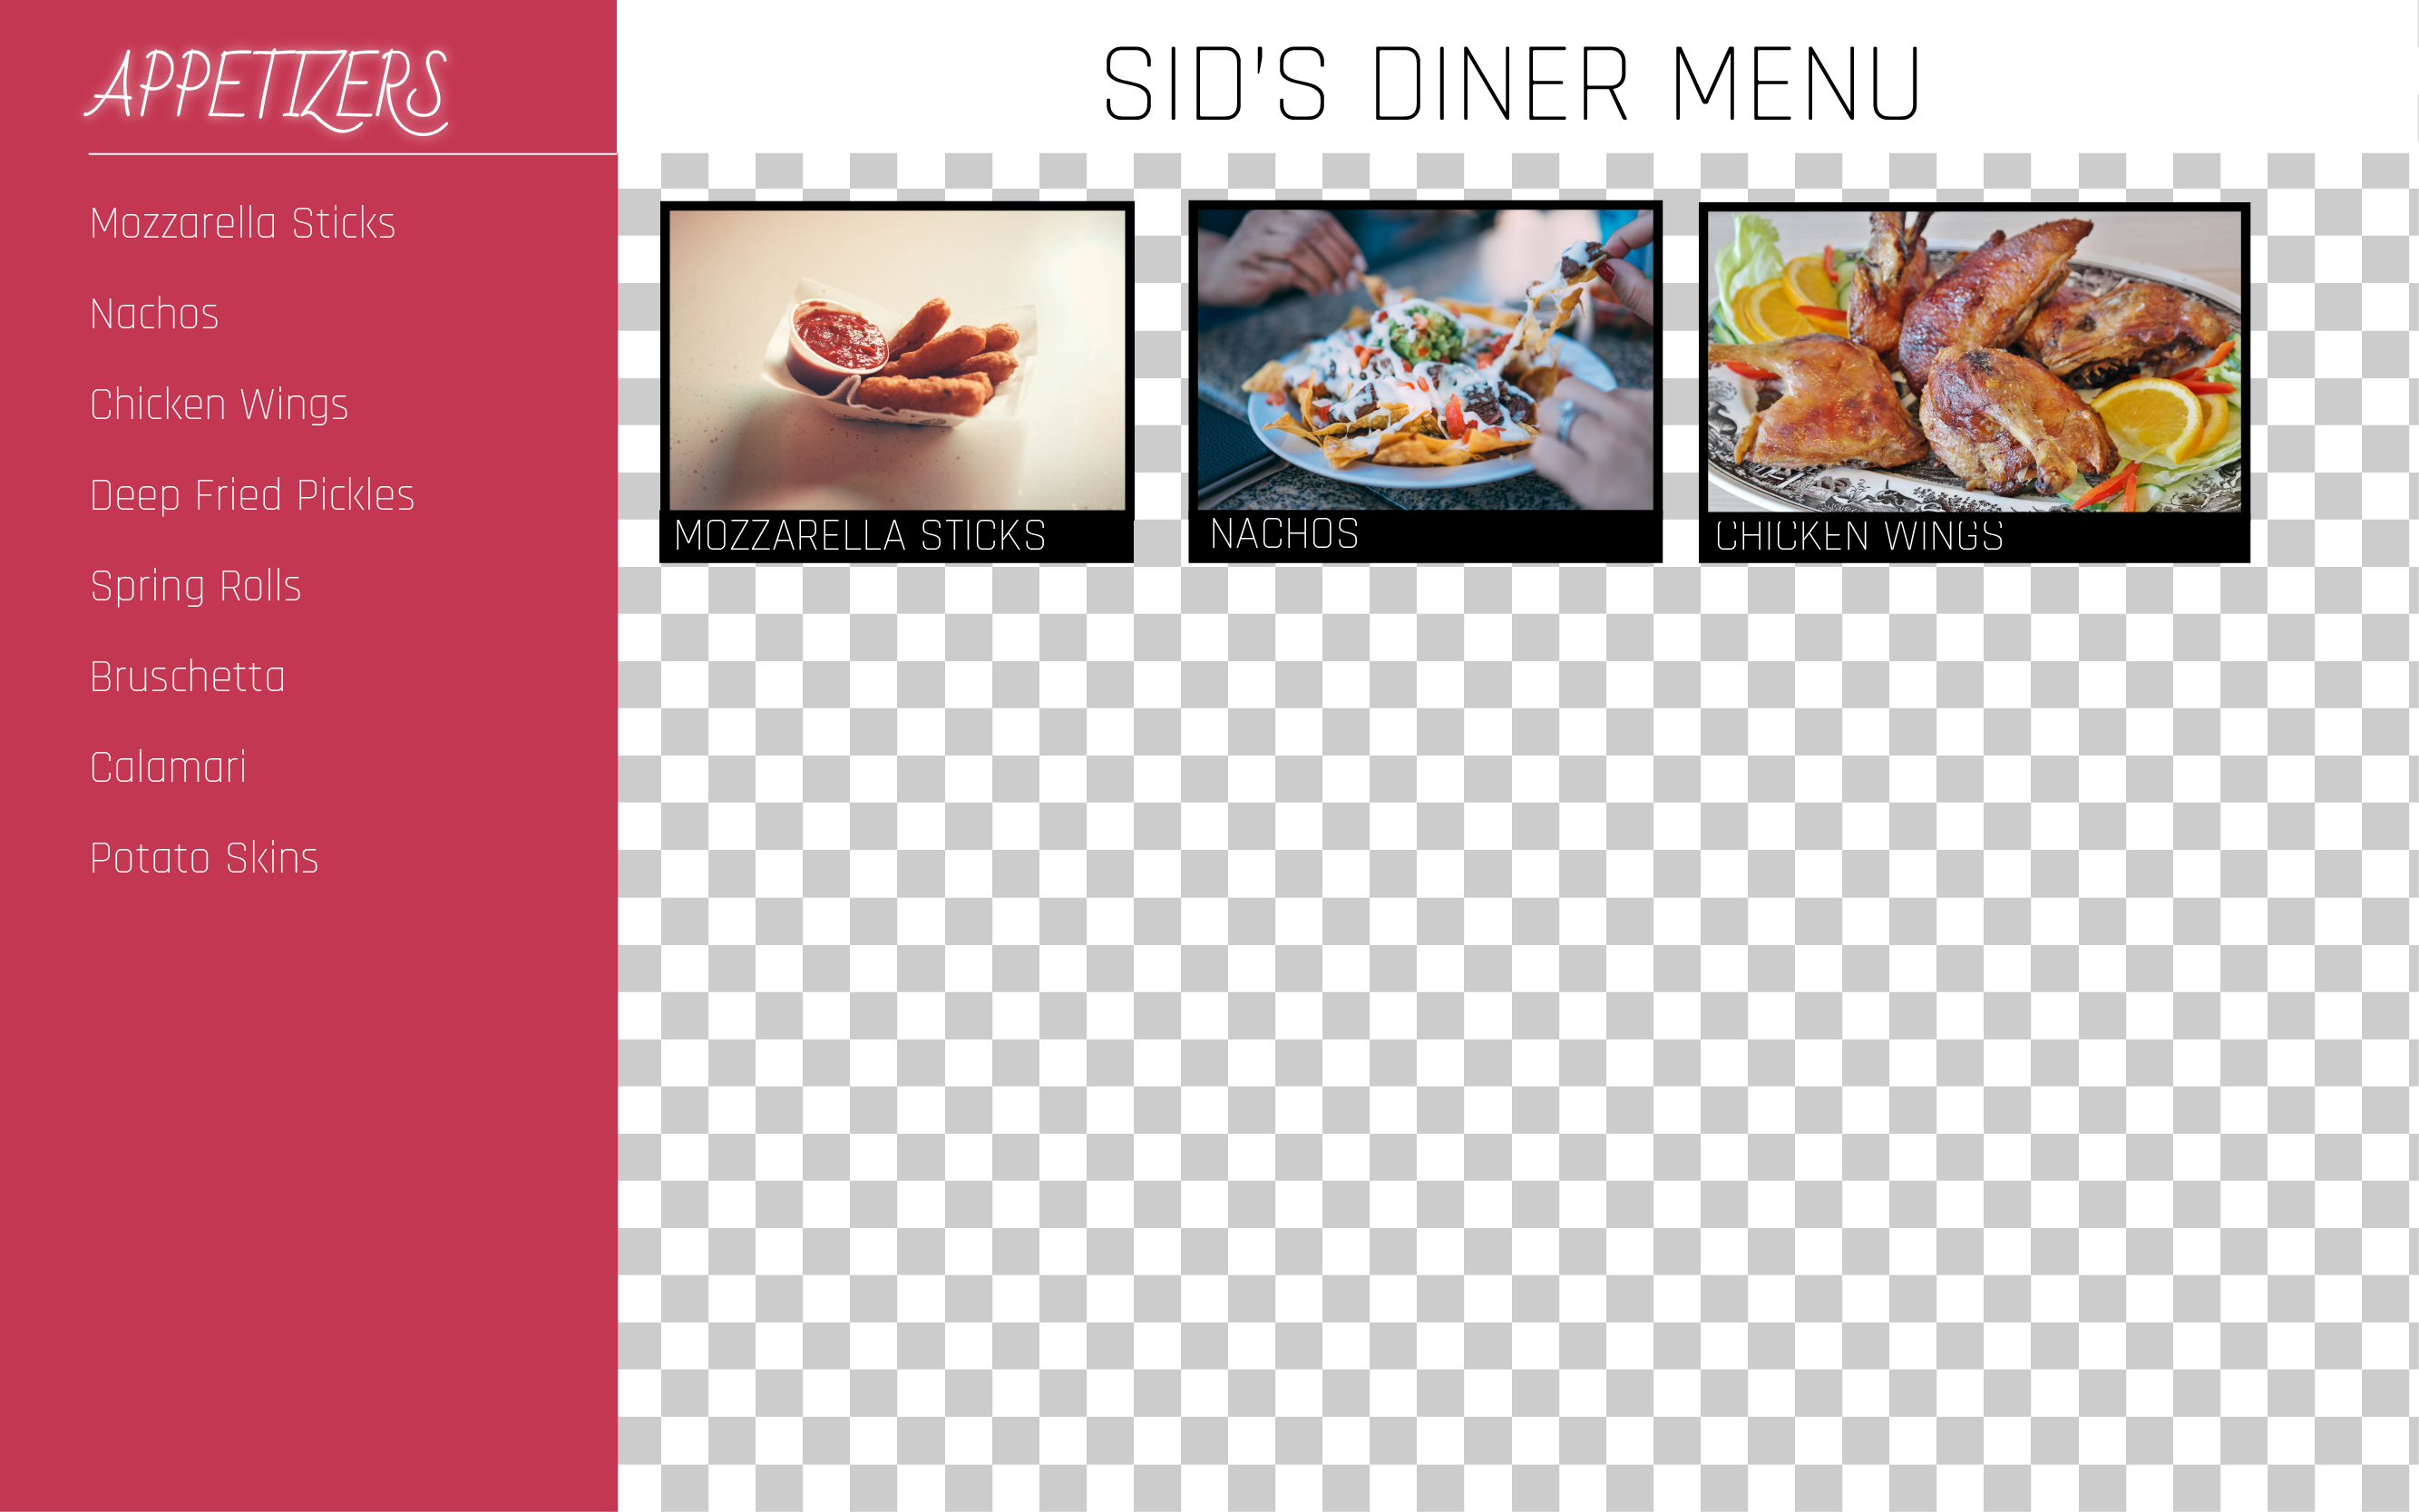 APPETIZERS
SID'S DINER MENU
Mozzarella Sticks
Nachos
Chicken Wings
Deep Fried Pickles
Spring Rolls
Bruschetta
Calamari
Potato Skins
MOZZARELLA STICKS
NACHOS
CHICKEN WINGS